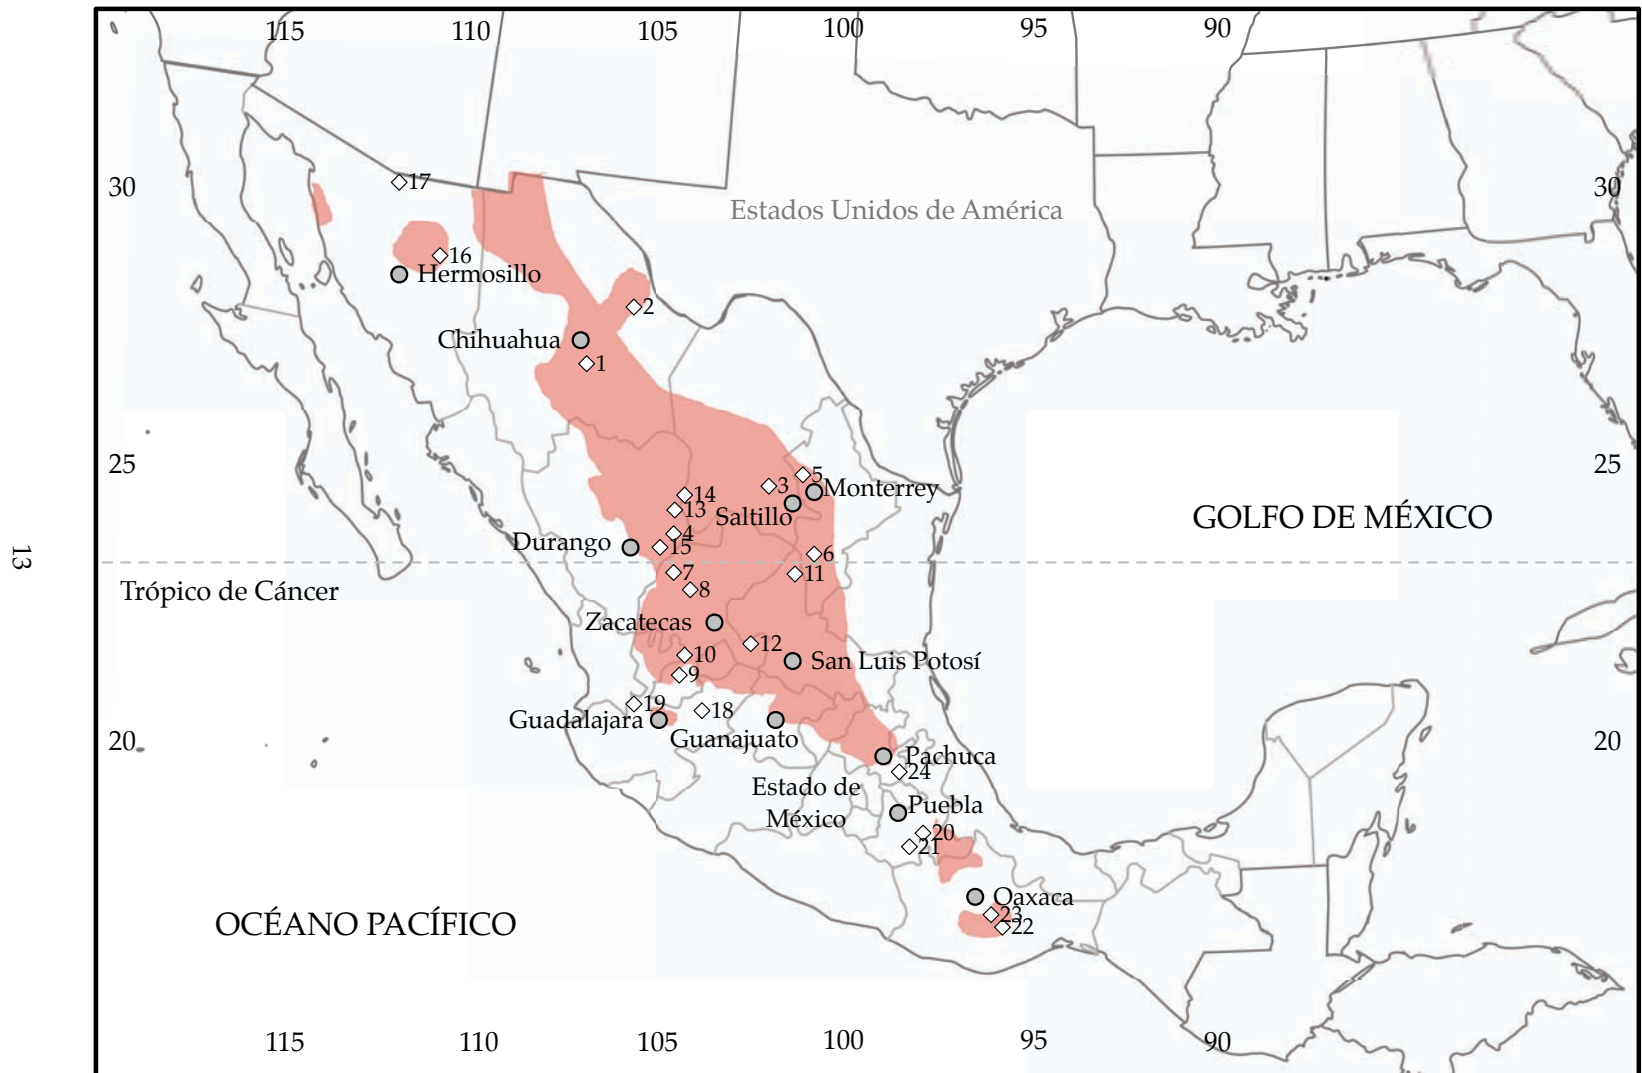 115 110 105 100 95 90
17
30 30
Estados Unidos de América
16
Hermosillo
2
Chihuahua
1
25 25
5
3 Monterrey
14
13 Saltillo
GOLFO DE MÉXICO
4
Durango 15
6
13
7 11
Trópico de Cáncer 8
Zacatecas
12
10 San Luis Potosí
9
19 18
Guadalajara
Guanajuato
20 20
Pachuca
24
Estado de
México
Puebla
20
21
Oaxaca
23
22
OCÉANO PACÍFICO
115 110 105 100 95 90